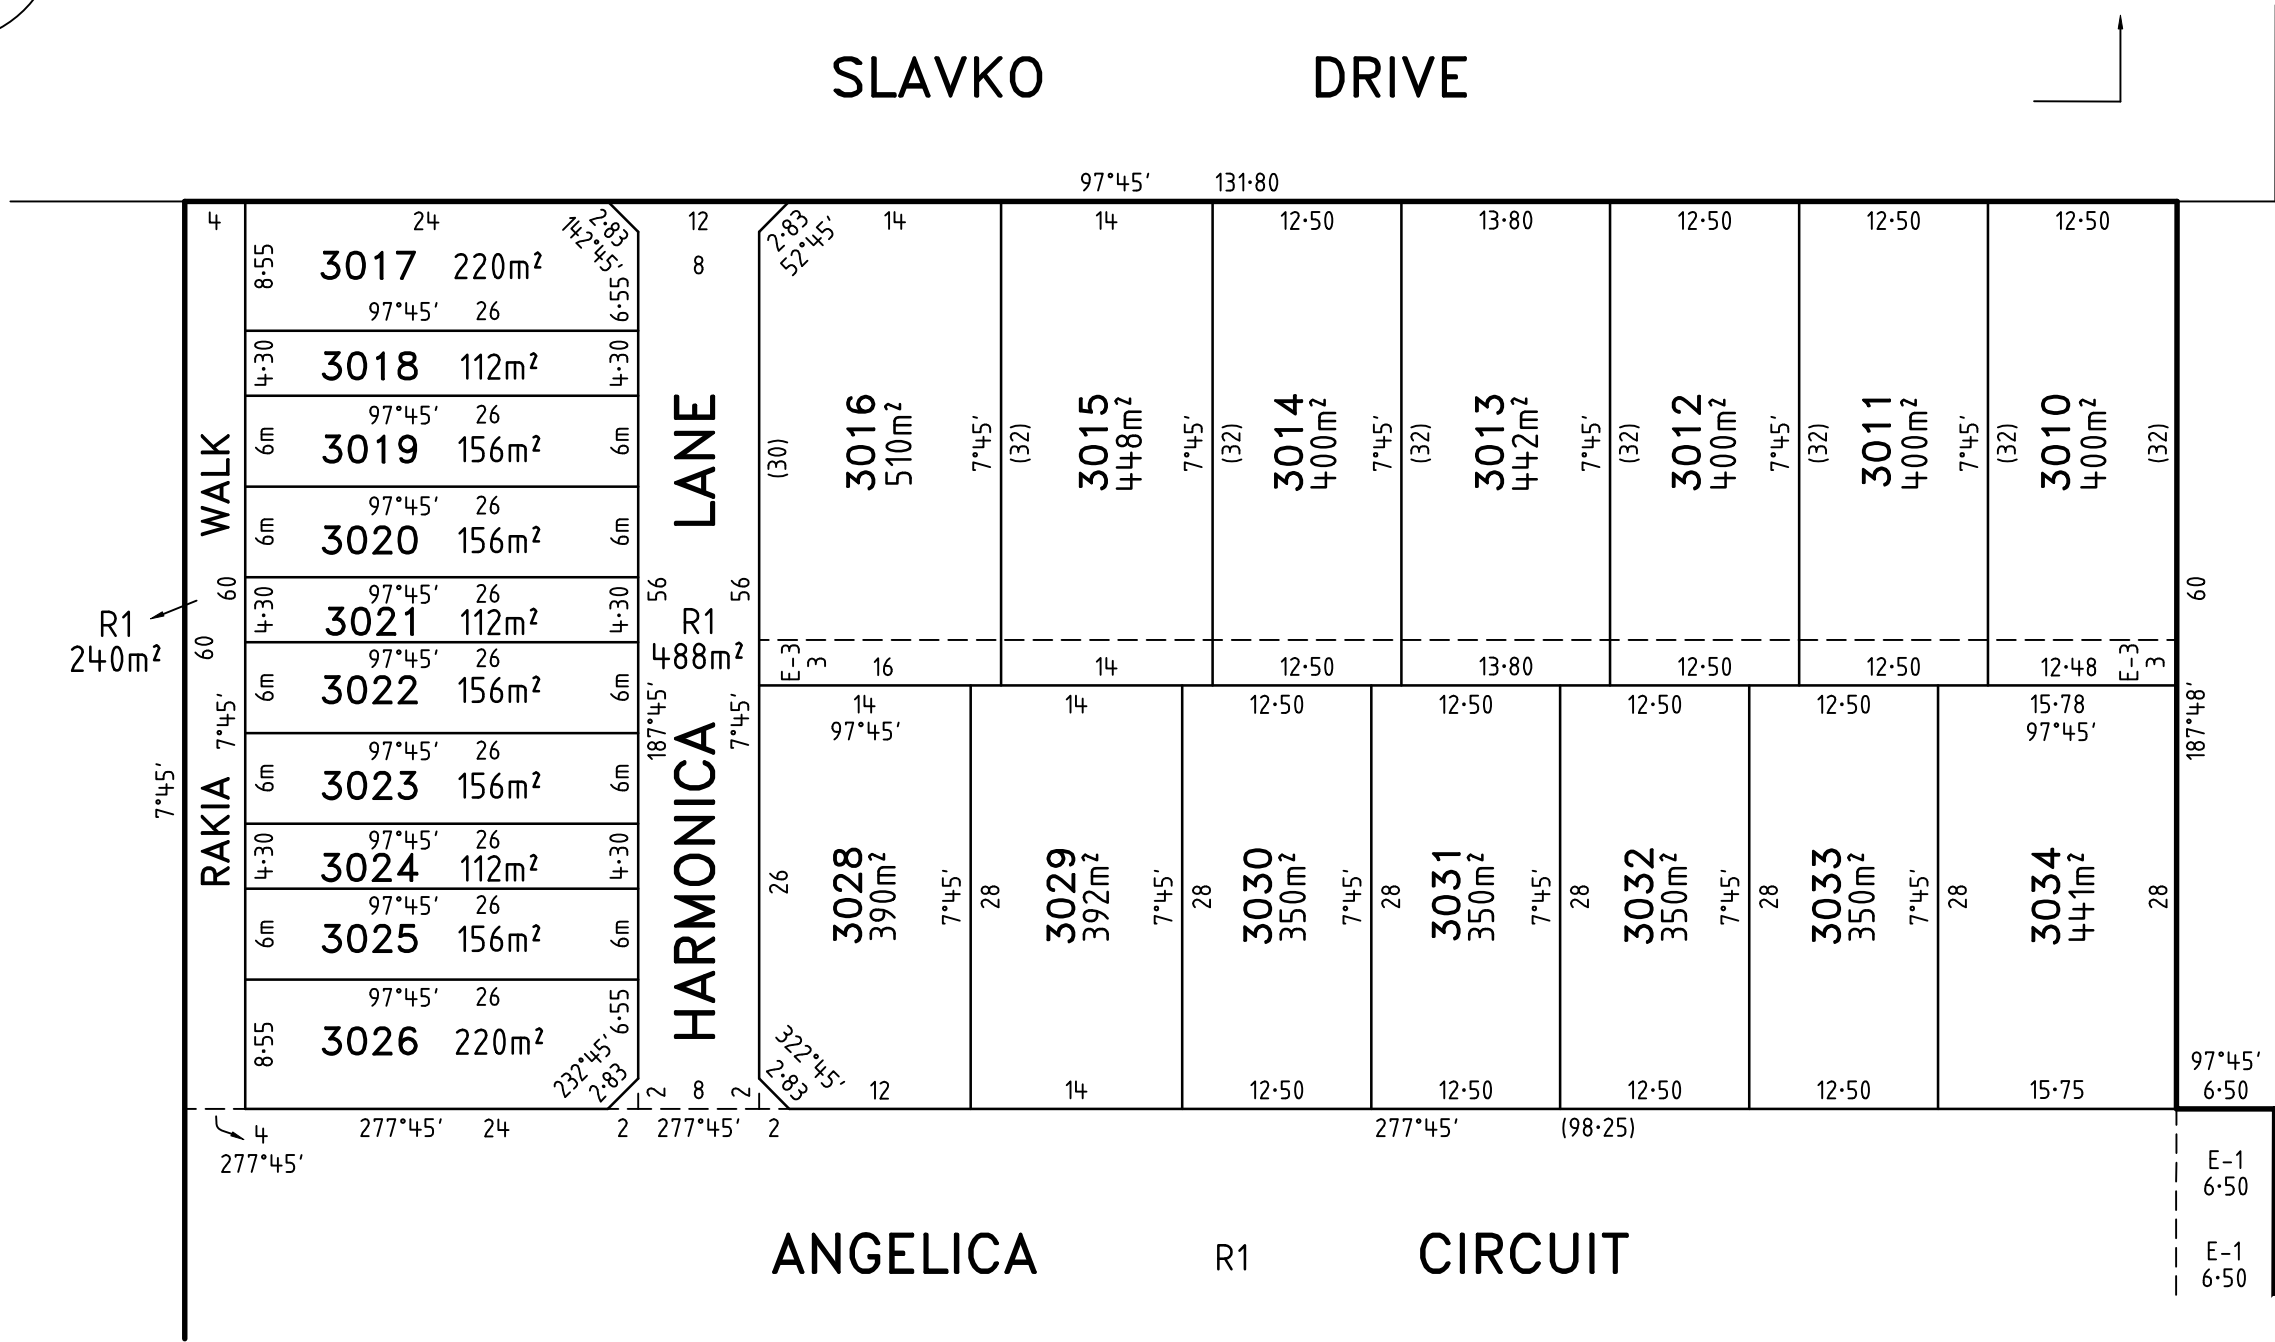 SLAVKO DRIVE
97°45' 131·80
4 24 2·83 142°45' 12 2·83 52°45' 14 14 12·50 13·80 12·50 12·50 12·50
8·55 3017 220m² 6·55 8
97°45' 26
4·30 3018 112m² 4·30
97°45' 26
6m 3019 156m² 6m
97°45' 26
6m 3020 156m² 6m
97°45' 26
4·30 3021 112m² 4·30
97°45' 26
6m 3022 156m² 6m
97°45' 26
6m 3023 156m² 6m
97°45' 26
4·30 3024 112m² 4·30
97°45' 26
6m 3025 156m² 6m
97°45' 26
8·55 3026 220m² 6·55
232°45'
2·83
RAKIA WALK
60
60
7°45'
7°45'
R1
240m²
HARMONICA LANE
56 56
R1
488m²
187°45' 7°45'
(30) 3016 510m² 7°45'
(32) 3015 448m² 7°45'
(32) 3014 400m² 7°45'
(32) 3013 442m² 7°45'
(32) 3012 400m² 7°45'
(32) 3011 400m² 7°45'
(32) 3010 400m² (32)
60
187°48'
E-3 3 16 14 12·50 13·80 12·50 12·50 12·48 E-3 3
14 14 12·50 12·50 12·50 12·50 15·78
97°45' 97°45'
26 3028 390m² 7°45'
28 3029 392m² 7°45'
28 3030 350m² 7°45'
28 3031 350m² 7°45'
28 3032 350m² 7°45'
28 3033 350m² 7°45'
28 3034 441m² 28
322°45'
2·83
97°45'
6·50
2 8 2 12 14 12·50 12·50 12·50 12·50 15·75
4 277°45' 24 2 277°45' 2 277°45' (98·25)
277°45'
E-1
6·50
ANGELICA R1 CIRCUIT
E-1
6·50